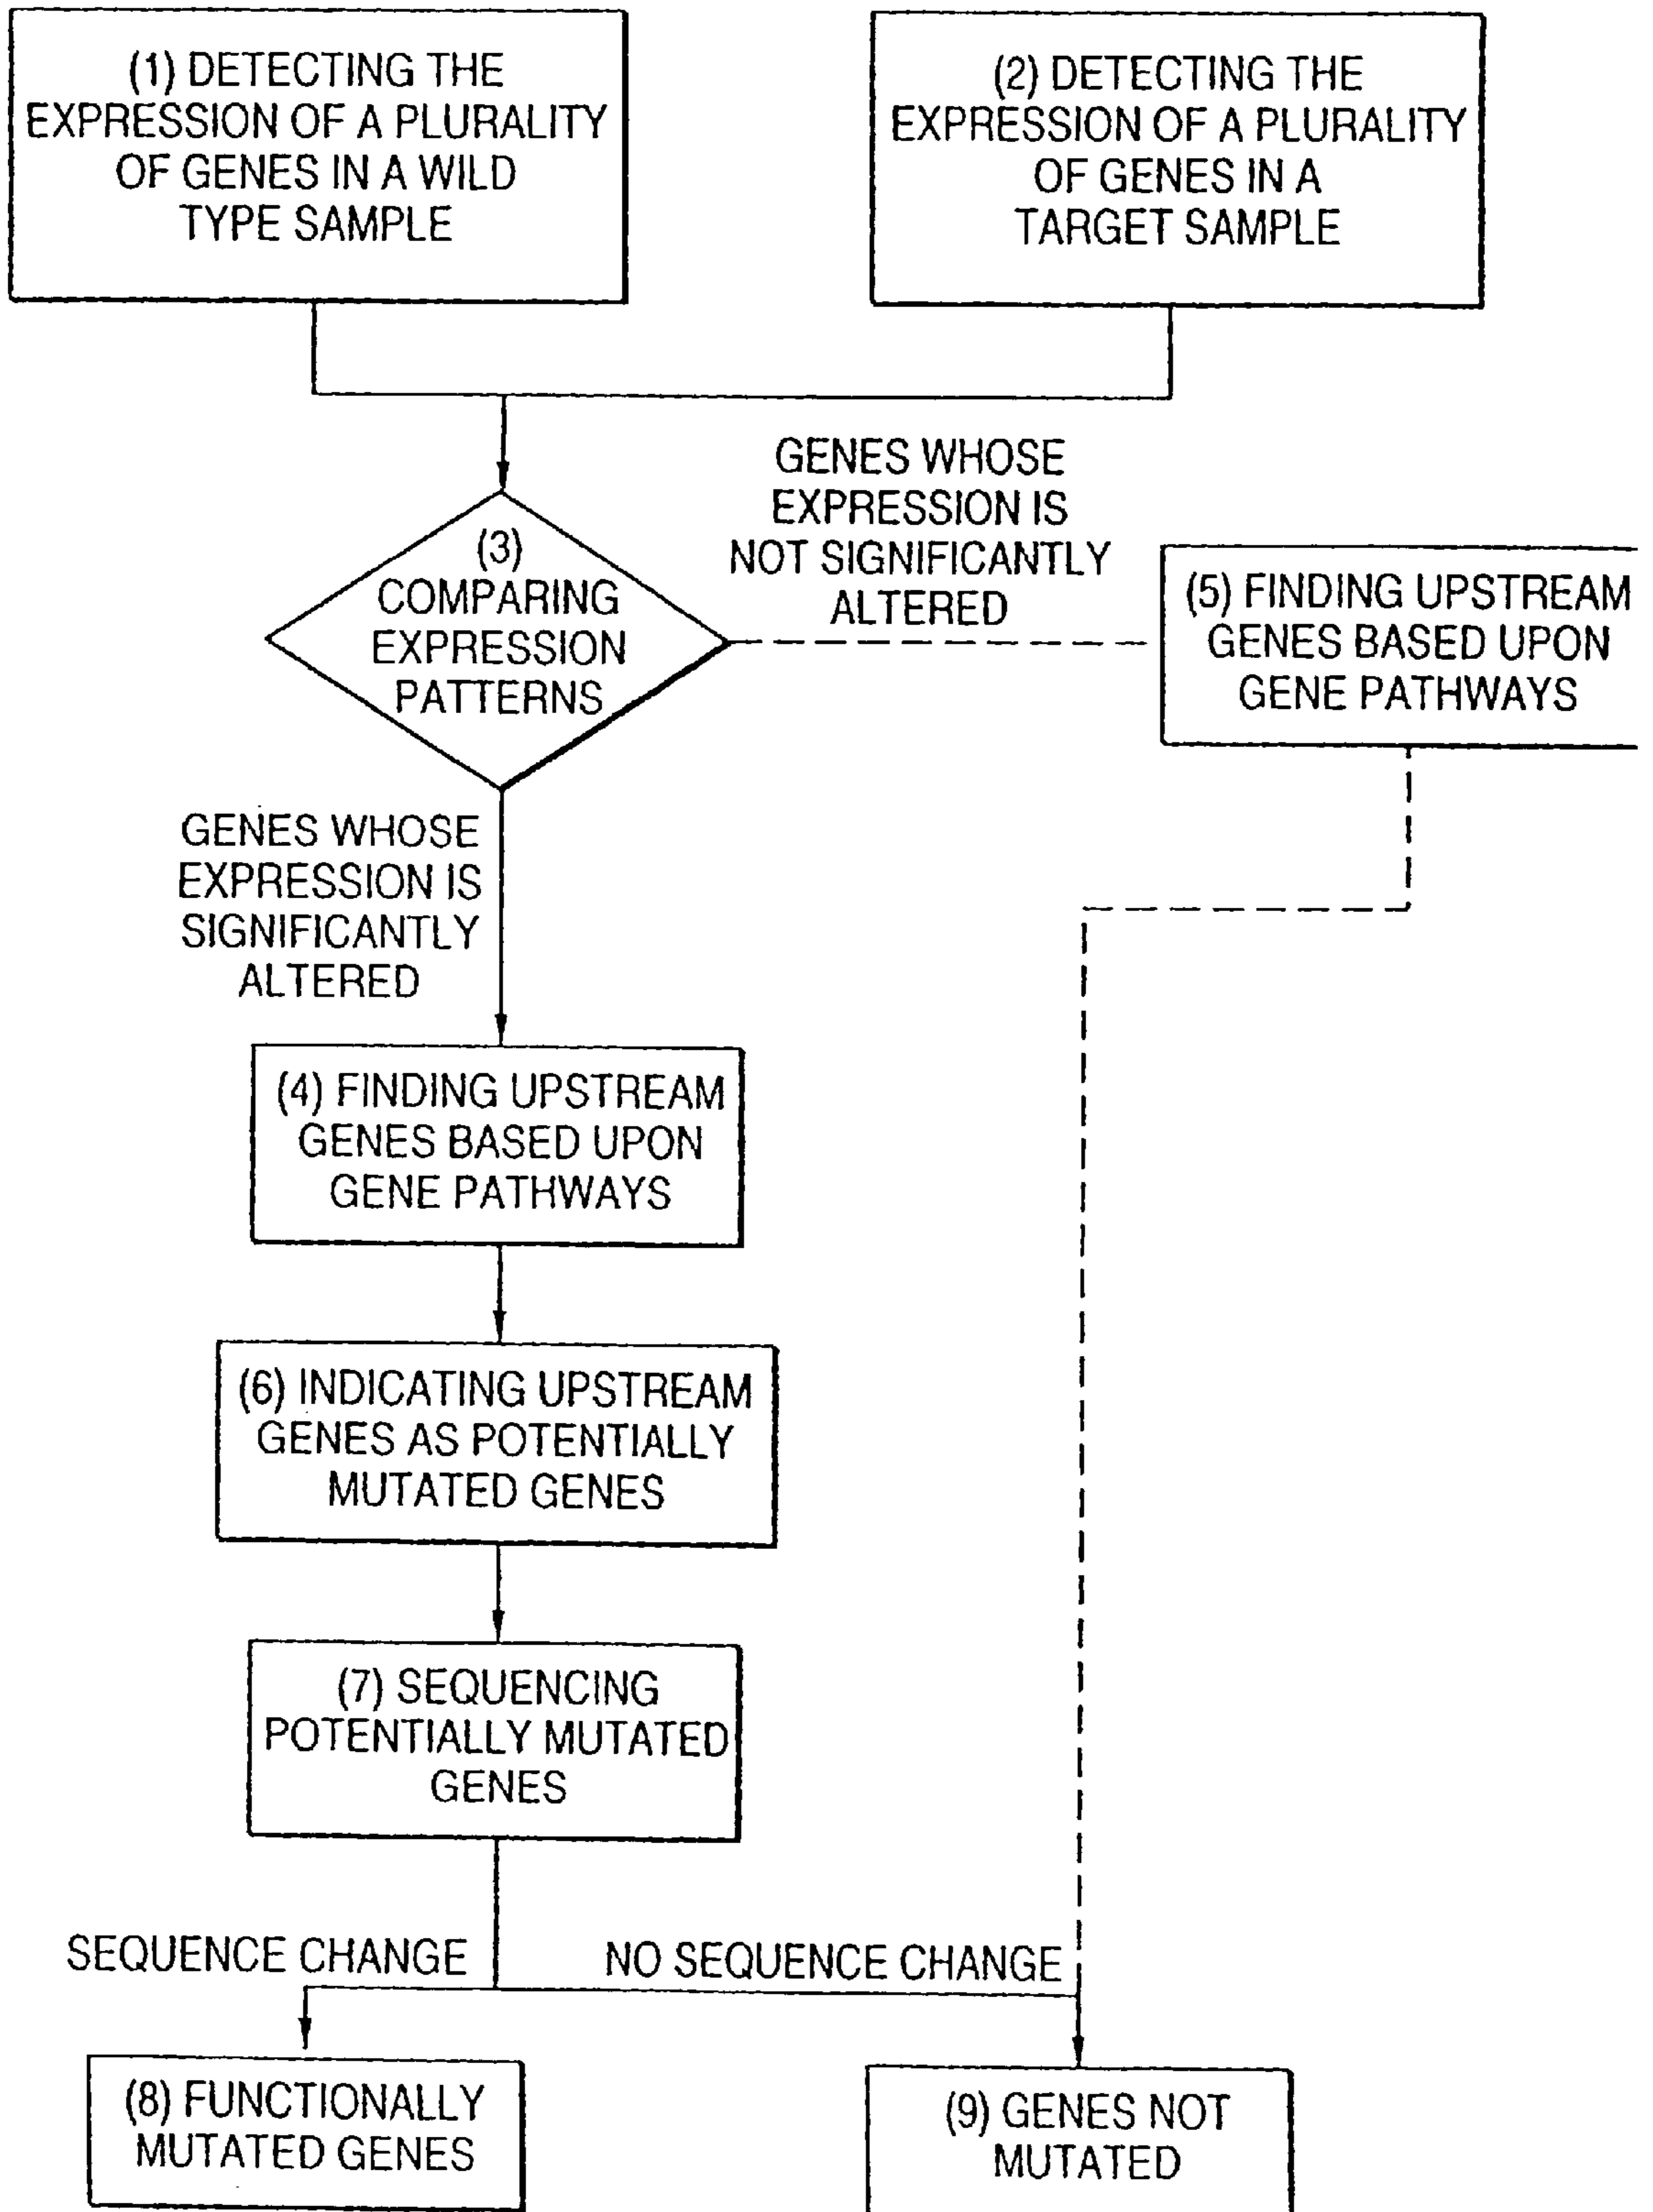 (1) DETECTING THE
EXPRESSION OF A PLURALITY
OF GENES IN A WILD
TYPE SAMPLE
(2) DETECTING THE
EXPRESSION OF A PLURALITY
OF GENES IN A
TARGET SAMPLE
(3)
COMPARING
EXPRESSION
PATTERNS
GENES WHOSE
EXPRESSION IS
NOT SIGNIFICANTLY
ALTERED
(5) FINDING UPSTREAM
GENES BASED UPON
GENE PATHWAYS
GENES WHOSE
EXPRESSION IS
SIGNIFICANTLY
ALTERED
(4) FINDING UPSTREAM
GENES BASED UPON
GENE PATHWAYS
(6) INDICATING UPSTREAM
GENES AS POTENTIALLY
MUTATED GENES
(7) SEQUENCING
POTENTIALLY MUTATED
GENES
SEQUENCE CHANGE
NO SEQUENCE CHANGE
(8) FUNCTIONALLY
MUTATED GENES
(9) GENES NOT
MUTATED